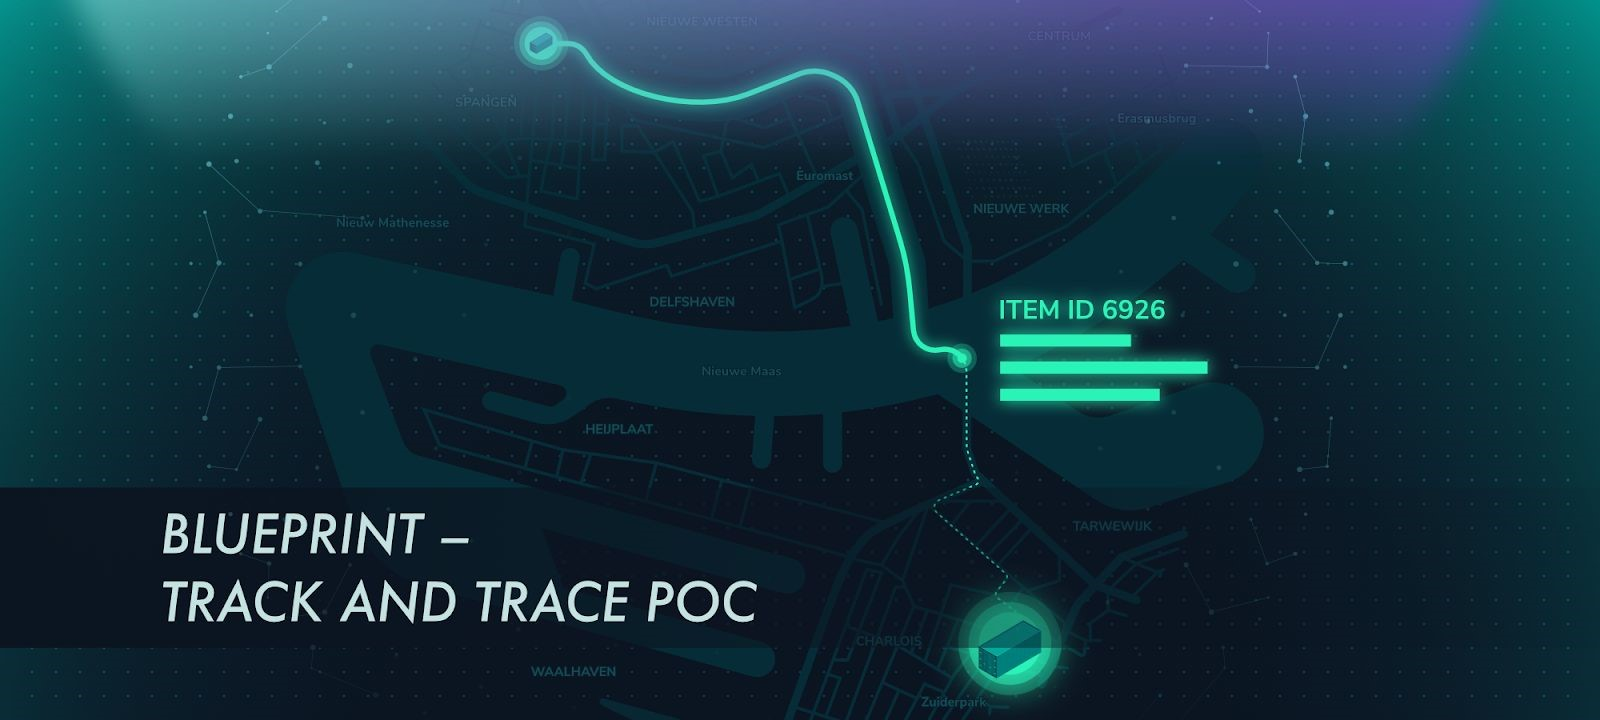 NIEUWE WESTEN
CENTRUM
SPANGEN
Erasmusbrug
Euromast
NIEUWE WERK
Nieuw Mathenesse
DELFSHAVEN
ITEM ID 6926
Nieuwe Maas
HEIJPLAAT
BLUEPRINT –
TRACK AND TRACE POC
TARWEWIJK
CHARLOIS
WAALHAVEN
Zuiderpark